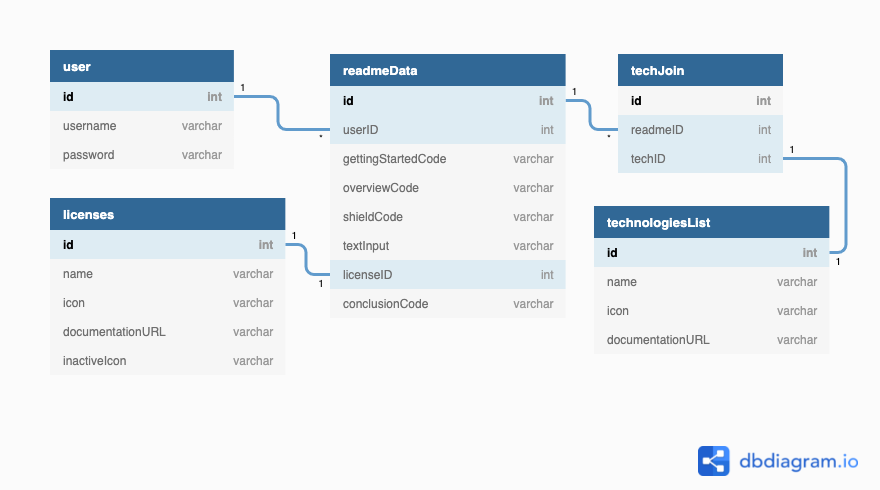 user
id int
username varchar
password varchar
readmeData
id int
userID int
gettingStartedCode varchar
overviewCode varchar
shieldCode varchar
textInput varchar
licenseID int
conclusionCode varchar
techJoin
id int
readmeID int
techID int
licenses
id int
name varchar
icon varchar
documentationURL varchar
inactiveIcon varchar
technologiesList
id int
name varchar
icon varchar
documentationURL varchar
1
*
1
*
1
1
1
1
dbdiagram.io